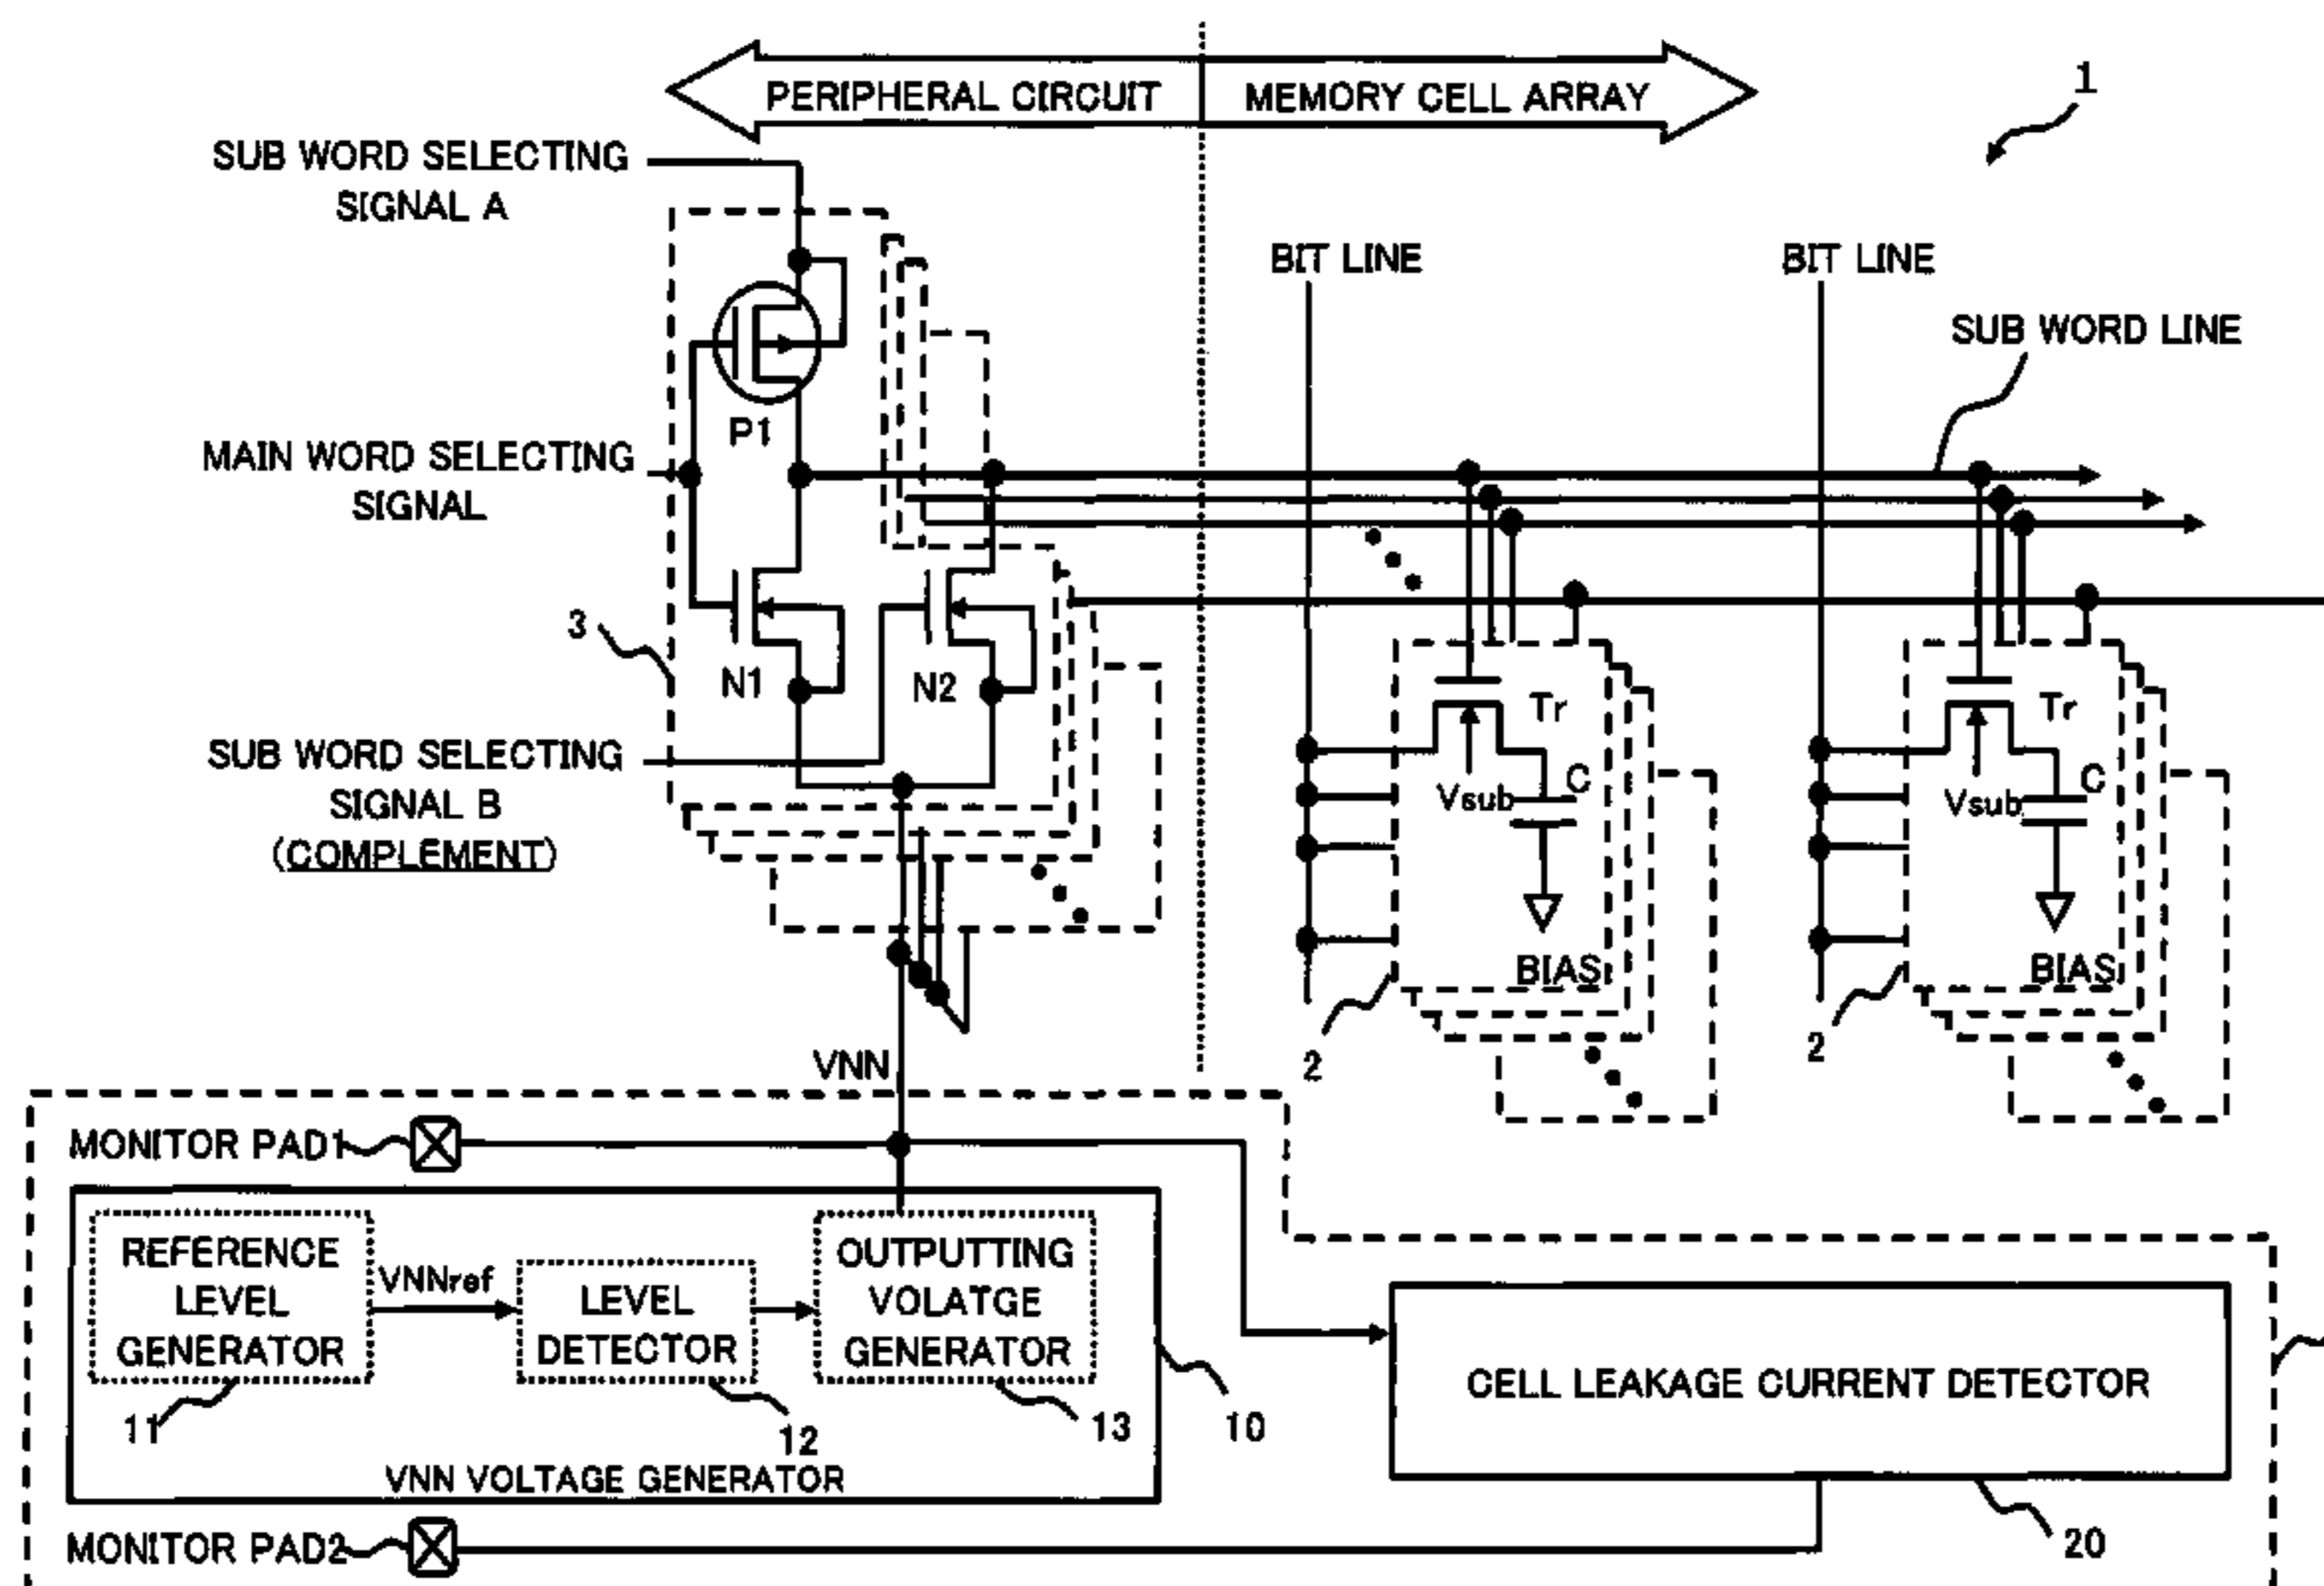 PERIPHERAL CIRCUIT
MEMORY CELL ARRAY
1
SUB WORD SELECTING
SIGNAL A
BIT LINE
BIT LINE
SUB WORD LINE
P1
MAIN WORD SELECTING
SIGNAL
3
N1
N2
SUB WORD SELECTING
SIGNAL B
(COMPLEMENT)
Tr
Vsub
C
BIAS
2
Tr
Vsub
C
BIAS
2
VNN
MONITOR PAD1
REFERENCE
LEVEL
GENERATOR
VNNref
LEVEL
DETECTOR
OUTPUTTING
VOLATGE
GENERATOR
11
12
13
10
VNN VOLTAGE GENERATOR
CELL LEAKAGE CURRENT DETECTOR
20
MONITOR PAD2